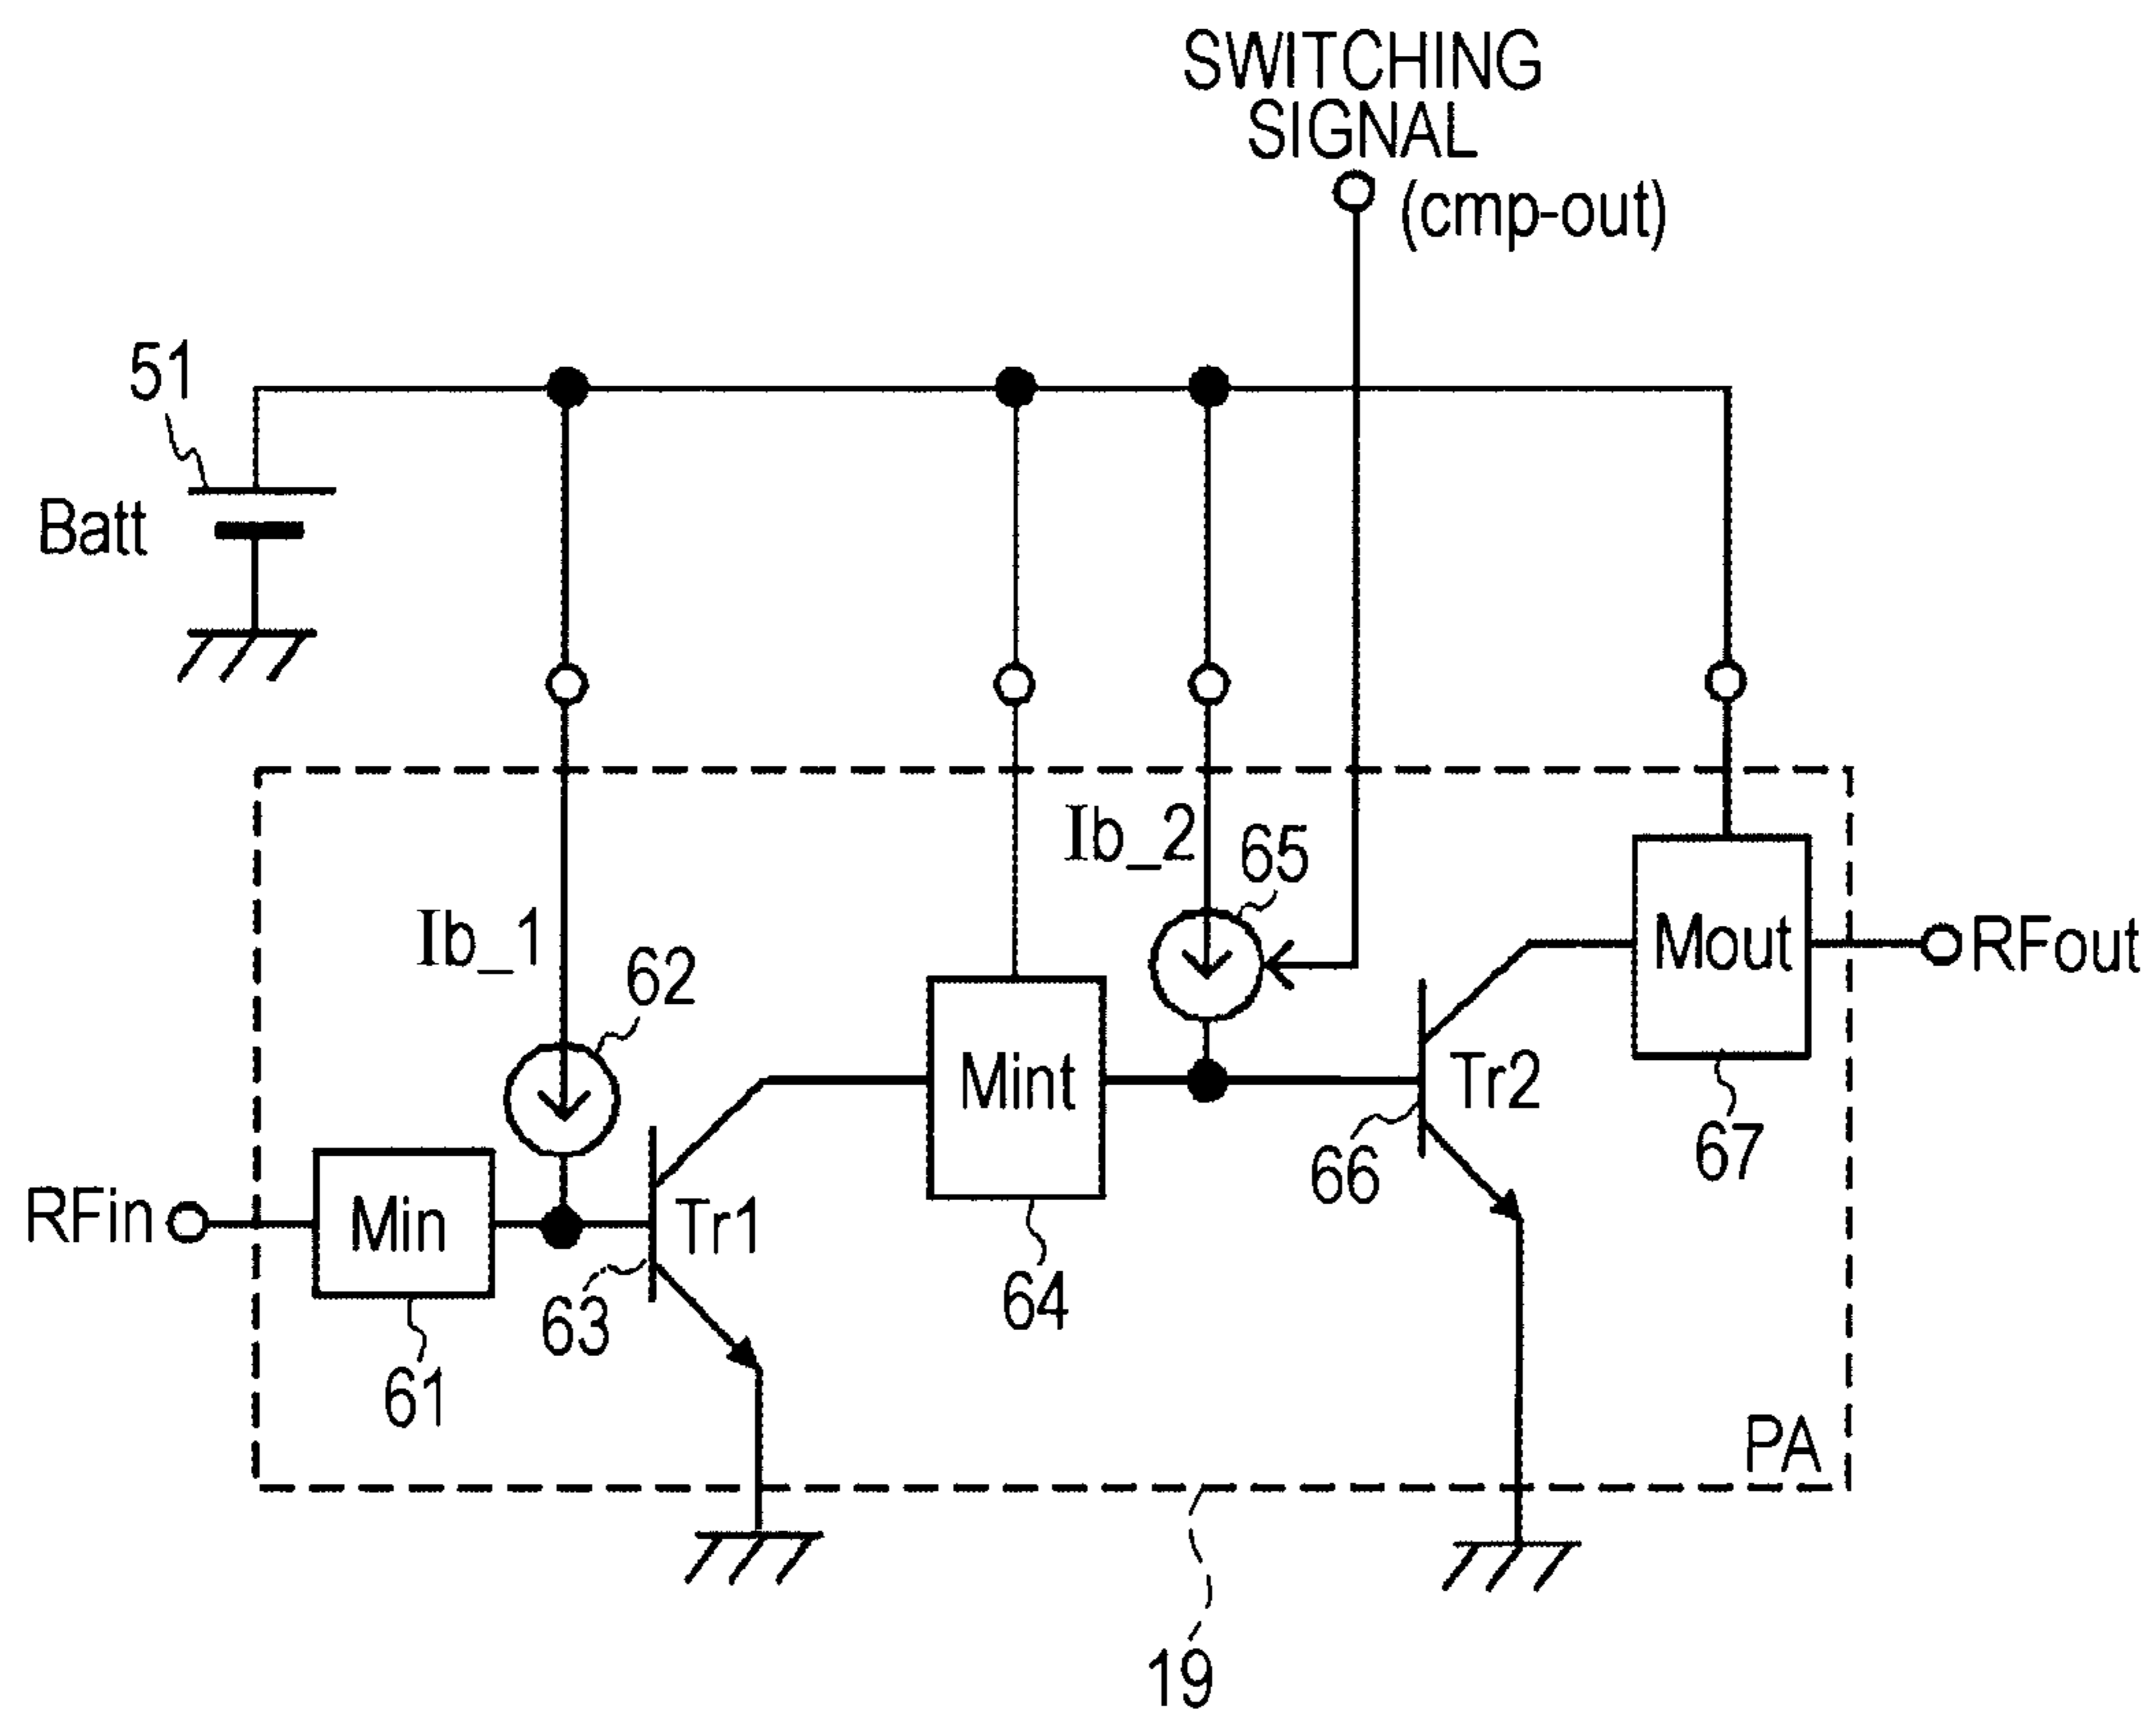 SWITCHING
SIGNAL
(cmp-out)
51
Batt
Ib_2
65
Ib_1
62
Mout
RFout
Mint
Tr2
67
66
RFin
Min
Tr1
64
63
61
PA
19